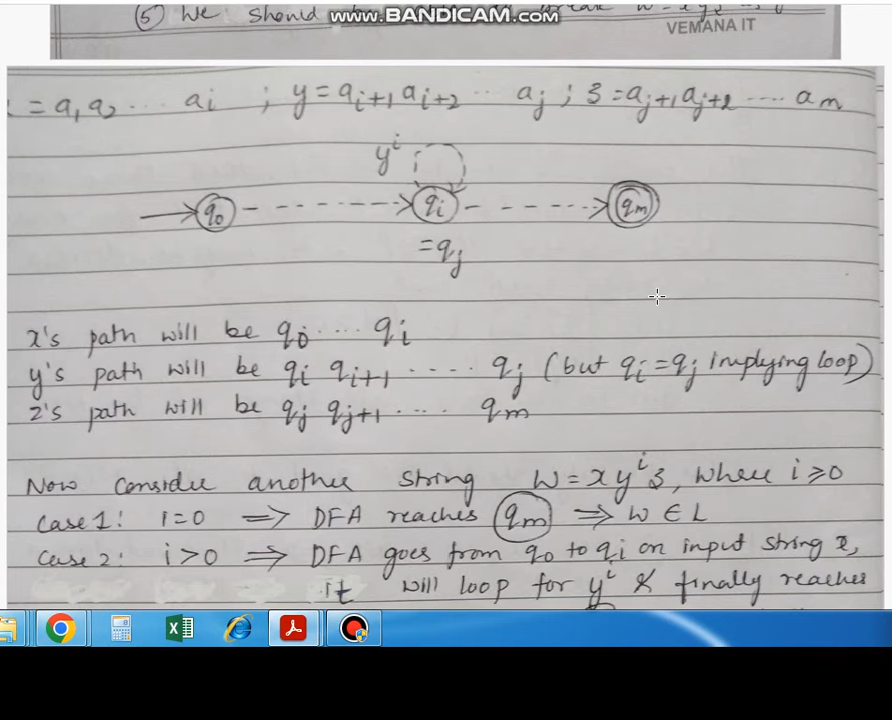 (5) We should break w = xyz
www.BANDICAM.com
VEMANA IT
= a1 a2 ... ai ; y = ai+1 ai+2 ... aj ; z = aj+1 aj+2 .... am
y^i
q0 qi qm
= qj
x's path will be q0 ... qi
y's path will be qi qi+1 .... qj (but qi = qj implying loop)
z's path will be qj qj+1 .... qm
Now consider another string W = x y^i z, where i ≥ 0
case 1: i=0 ⇒ DFA reaches qm ⇒ W ∈ L
case 2: i > 0 ⇒ DFA goes from q0 to qi on input string x,
it will loop for y^i & finally reaches